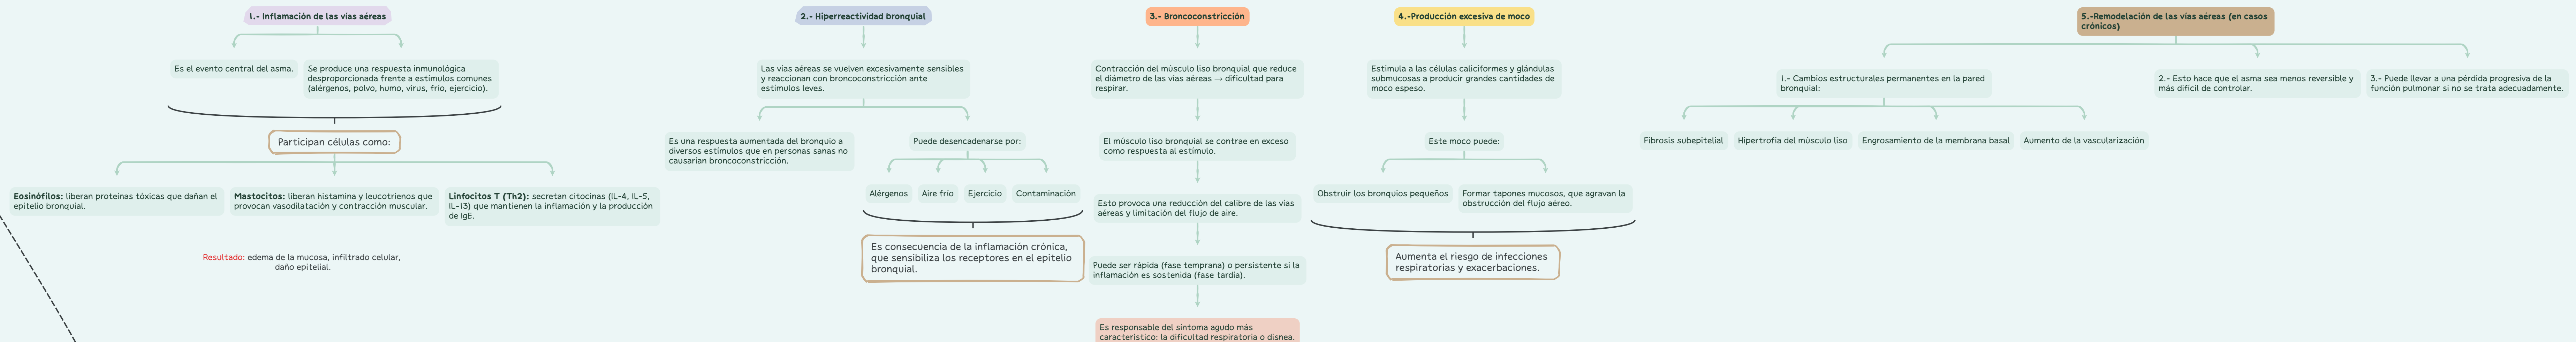 1.- Inflamación de las vías aéreas
Es el evento central del asma.
Se produce una respuesta inmunológica
desproporcionada frente a estímulos comunes
(alérgenos, polvo, humo, virus, frío, ejercicio).
Participan células como:
Eosinófilos: liberan proteínas tóxicas que dañan el
epitelio bronquial.
Mastocitos: liberan histamina y leucotrienos que
provocan vasodilatación y contracción muscular.
Linfocitos T (Th2): secretan citocinas (IL-4, IL-5,
IL-13) que mantienen la inflamación y la producción
de IgE.
Resultado: edema de la mucosa, infiltrado celular,
daño epitelial.
2.- Hiperreactividad bronquial
Las vías aéreas se vuelven excesivamente sensibles
y reaccionan con broncoconstricción ante
estímulos leves.
Es una respuesta aumentada del bronquio a
diversos estímulos que en personas sanas no
causarían broncoconstricción.
Puede desencadenarse por:
Alérgenos
Aire frío
Ejercicio
Contaminación
Es consecuencia de la inflamación crónica,
que sensibiliza los receptores en el epitelio
bronquial.
3.- Broncoconstricción
Contracción del músculo liso bronquial que reduce
el diámetro de las vías aéreas → dificultad para
respirar.
El músculo liso bronquial se contrae en exceso
como respuesta al estímulo.
Esto provoca una reducción del calibre de las vías
aéreas y limitación del flujo de aire.
Puede ser rápida (fase temprana) o persistente si la
inflamación es sostenida (fase tardía).
Es responsable del síntoma agudo más
característico: la dificultad respiratoria o disnea.
4.-Producción excesiva de moco
Estimula a las células caliciformes y glándulas
submucosas a producir grandes cantidades de
moco espeso.
Este moco puede:
Obstruir los bronquios pequeños
Formar tapones mucosos, que agravan la
obstrucción del flujo aéreo.
Aumenta el riesgo de infecciones
respiratorias y exacerbaciones.
5.-Remodelación de las vías aéreas (en casos
crónicos)
1.- Cambios estructurales permanentes en la pared
bronquial:
Fibrosis subepitelial
Hipertrofia del músculo liso
Engrosamiento de la membrana basal
Aumento de la vascularización
2.- Esto hace que el asma sea menos reversible y
más difícil de controlar.
3.- Puede llevar a una pérdida progresiva de la
función pulmonar si no se trata adecuadamente.